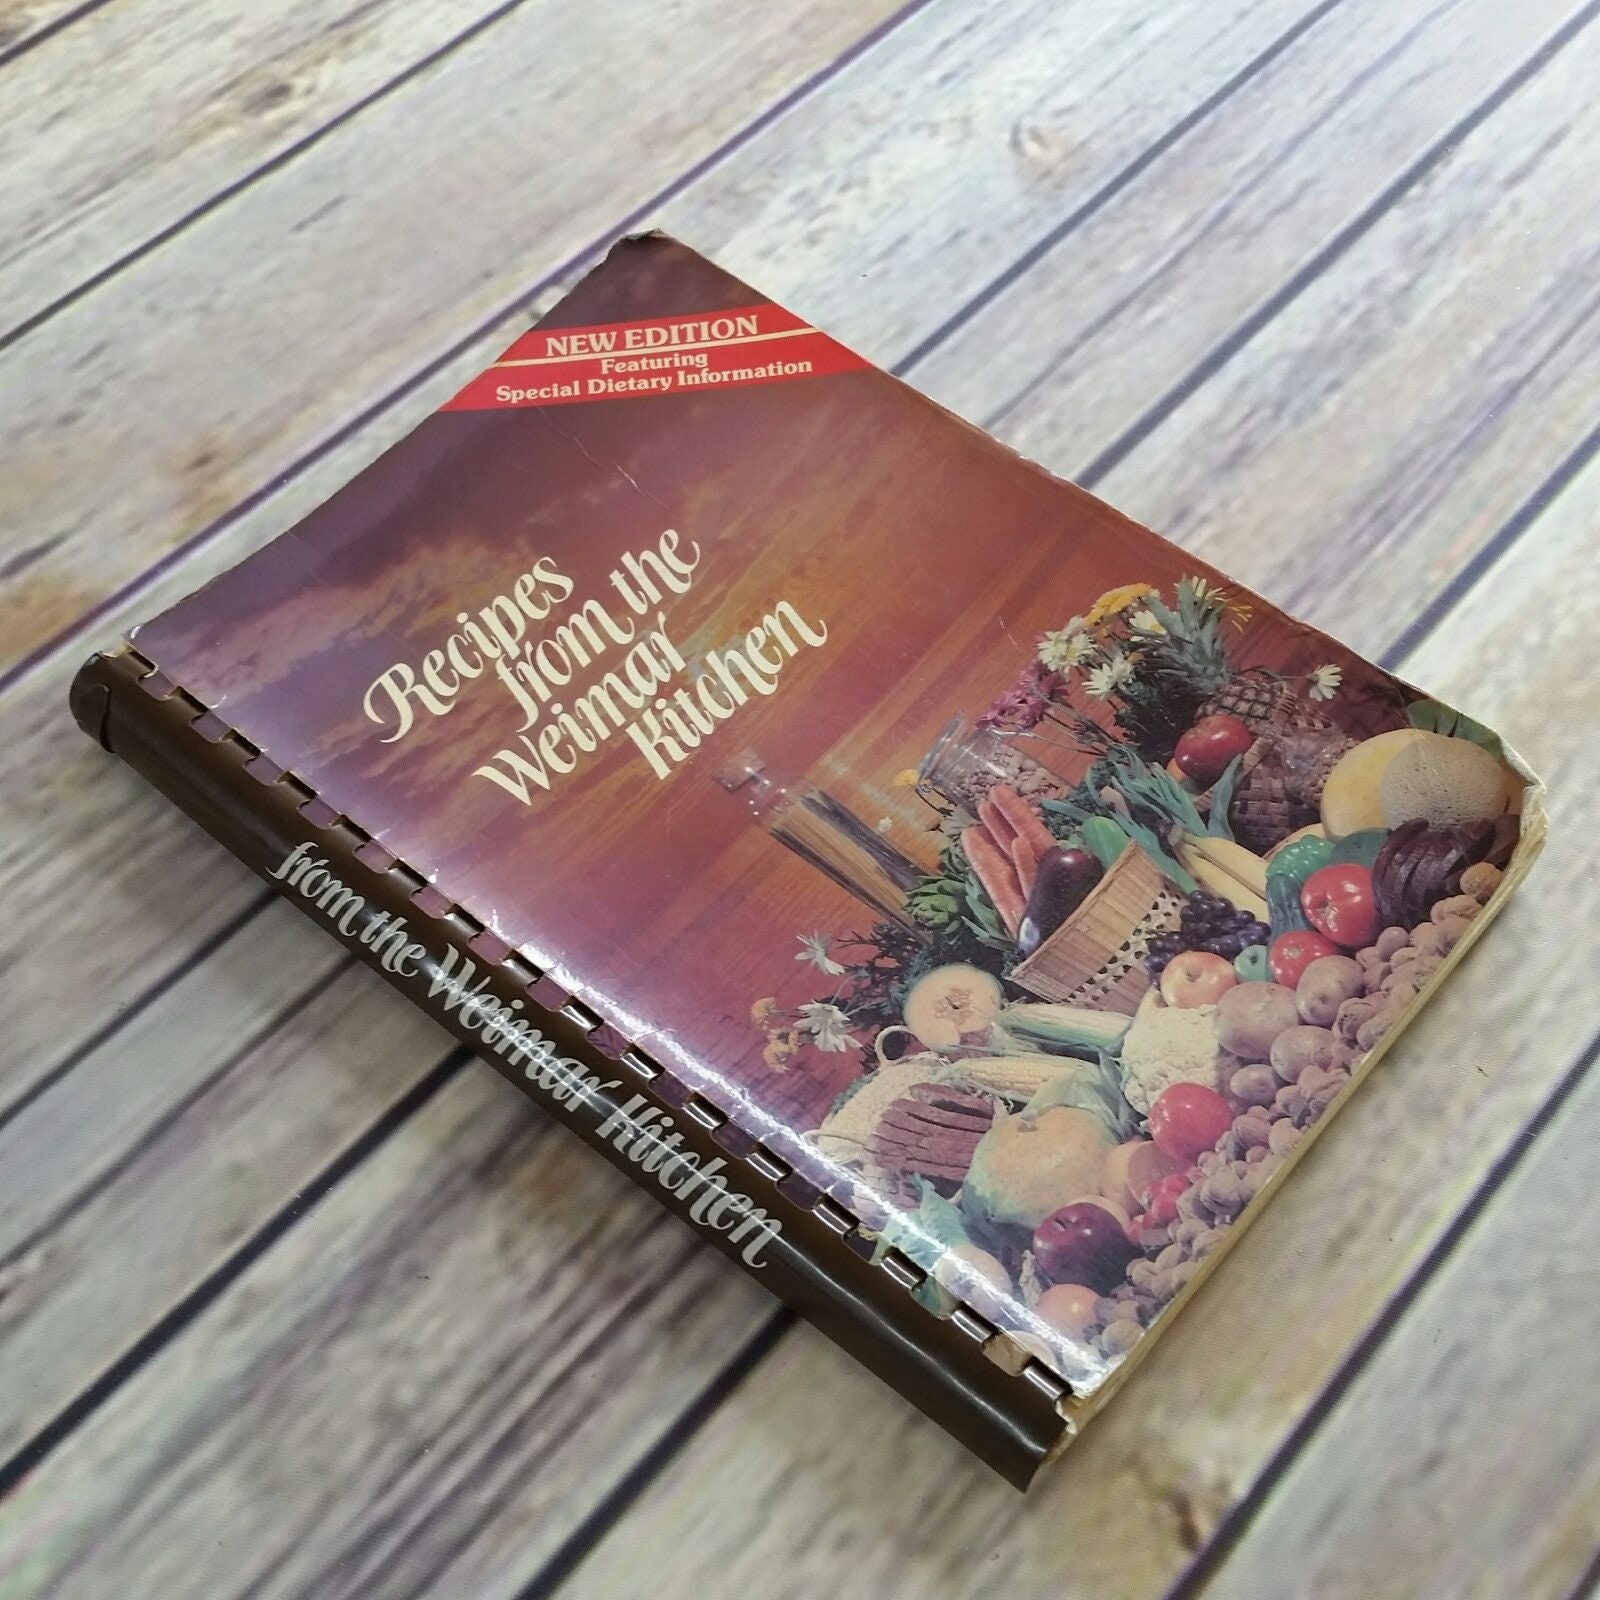 NEW EDITION
Featuring
Special Dietary Information
Recipes
from the
Weimar
Kitchen
from the Weimar Kitchen